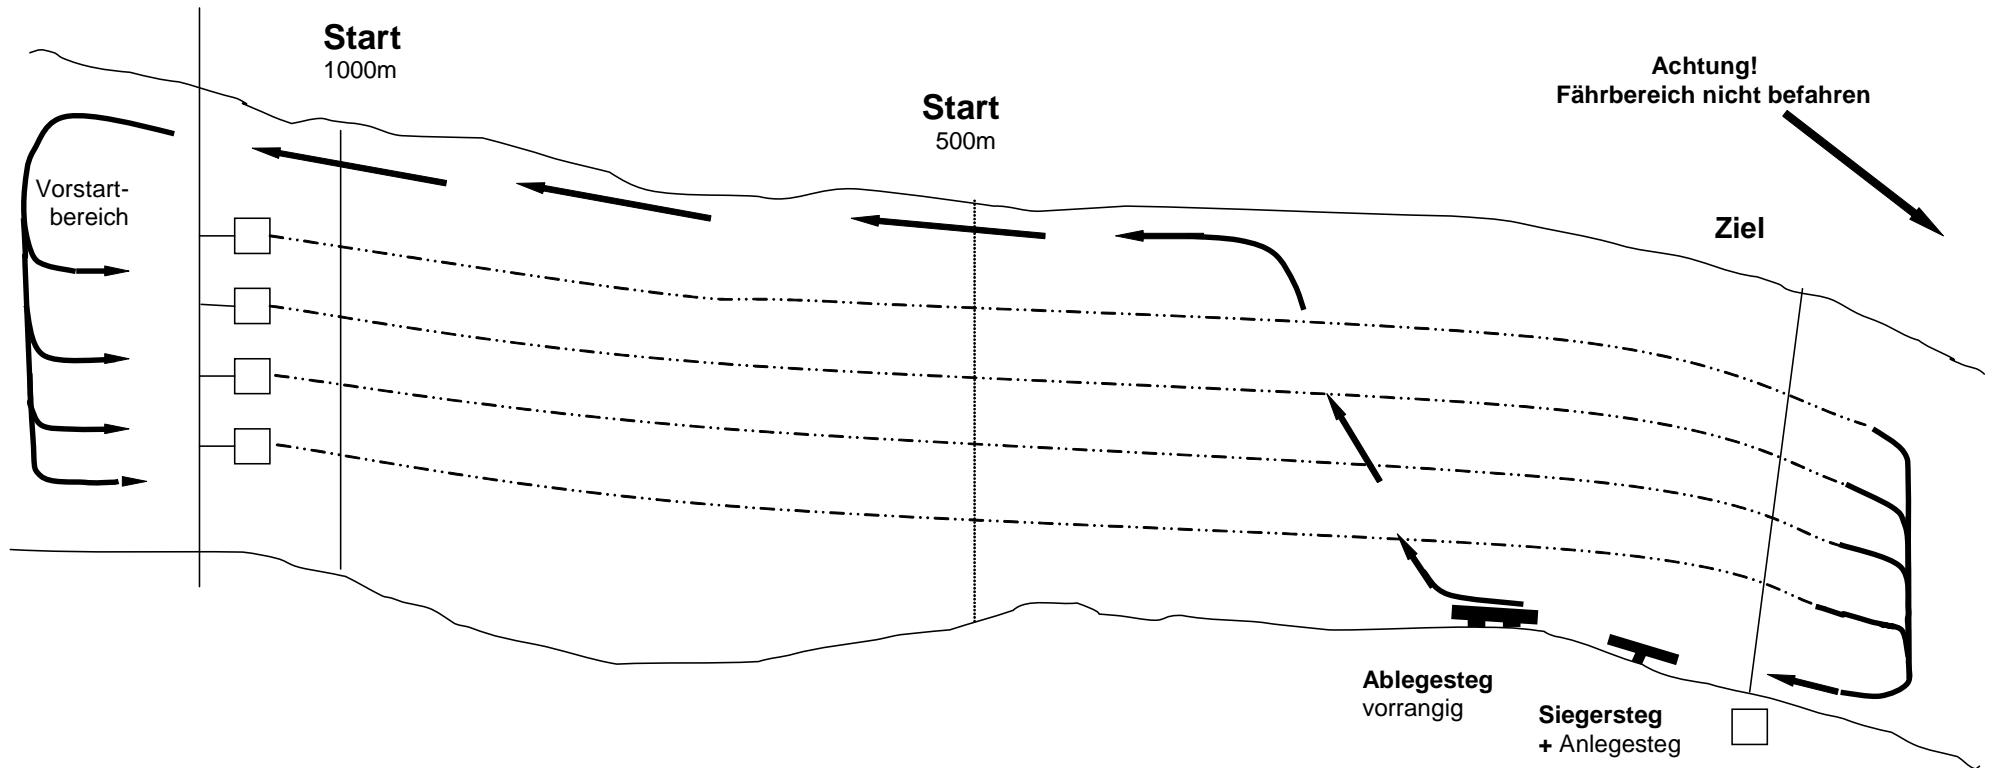 Start
1000m
Achtung!
Fährbereich nicht befahren
Start
500m
Vorstart-
bereich
Ziel
Ablegesteg
vorrangig
Siegersteg
+ Anlegesteg